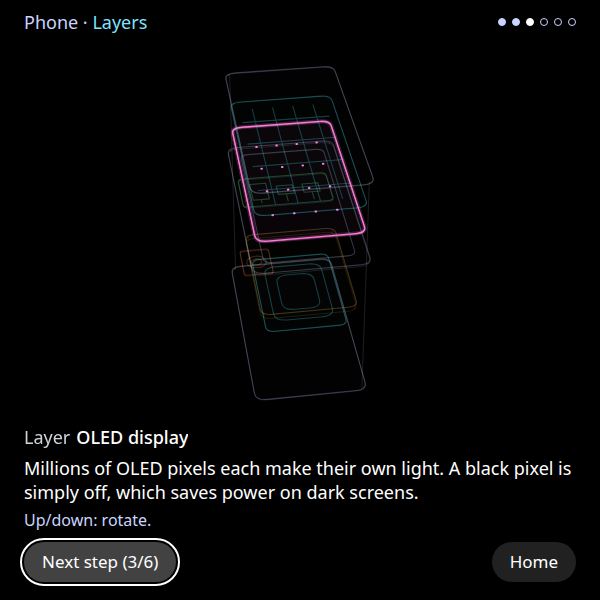 Phone · Layers
Layer OLED display
Millions of OLED pixels each make their own light. A black pixel is
simply off, which saves power on dark screens.
Up/down: rotate.
Next step (3/6)
Home